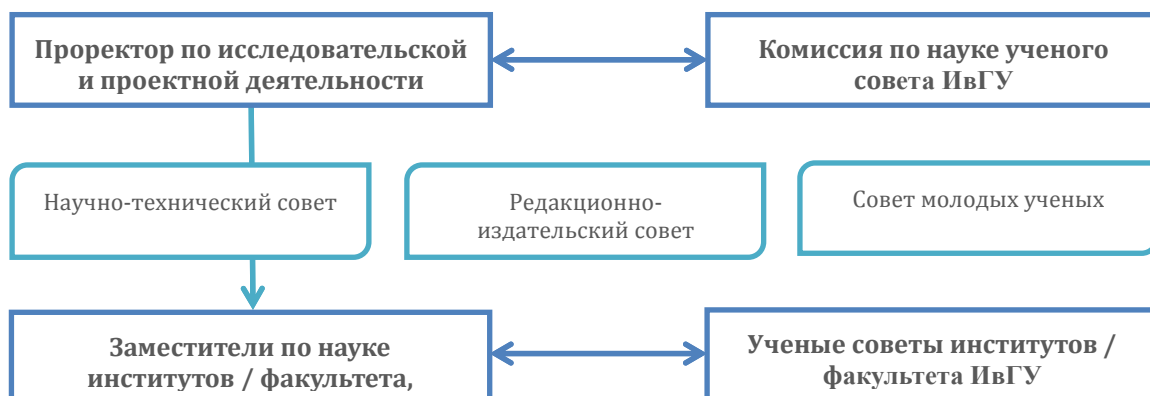 Проректор по исследовательской
и проектной деятельности
Комиссия по науке ученого
совета ИвГУ
Научно-технический совет
Редакционно-
издательский совет
Совет молодых ученых
Заместители по науке
институтов / факультета,
Ученые советы институтов /
факультета ИвГУ